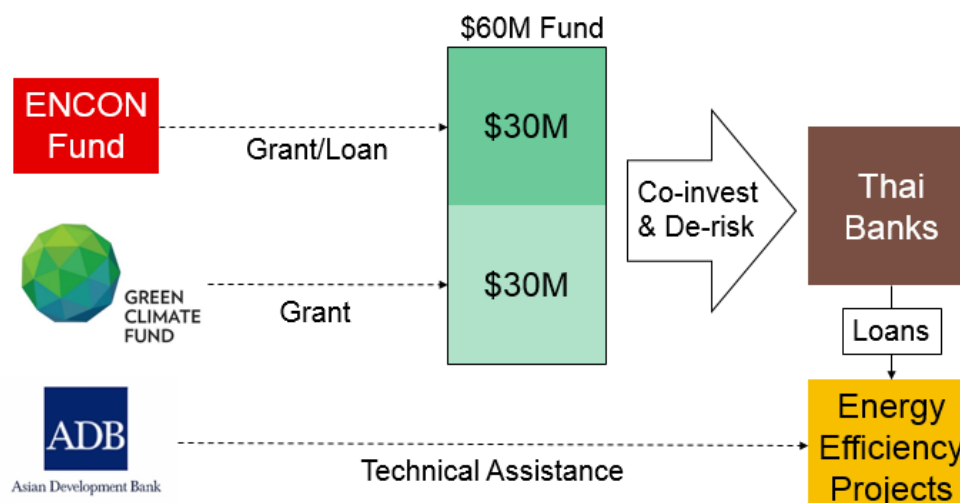 $60M Fund
ENCON
Fund
Grant/Loan
$30M
Co-invest
& De-risk
Thai
Banks
GREEN
CLIMATE
FUND
Grant
$30M
Loans
ADB
Asian Development Bank
Technical Assistance
Energy
Efficiency
Projects